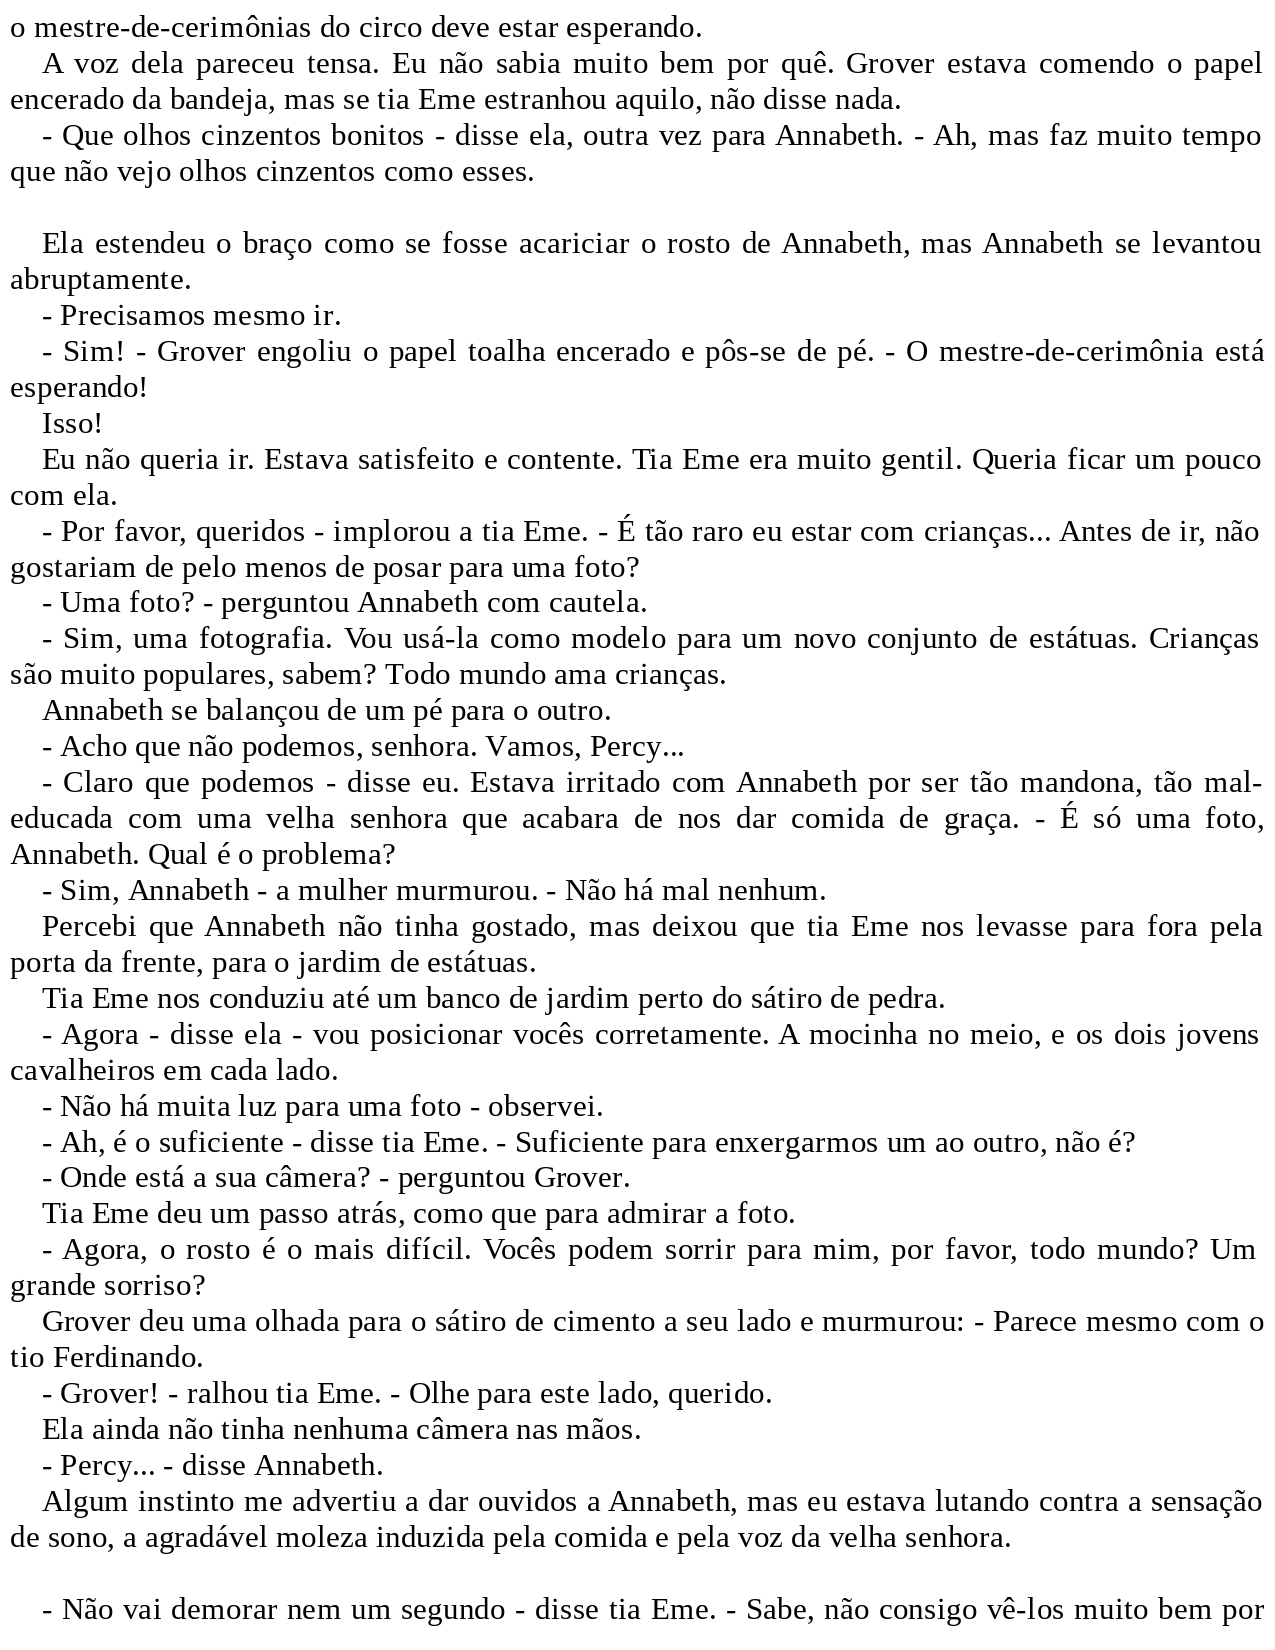 o mestre-de-cerimônias do circo deve estar esperando.
A voz dela pareceu tensa. Eu não sabia muito bem por quê. Grover estava comendo o papel
encerado da bandeja, mas se tia Eme estranhou aquilo, não disse nada.
- Que olhos cinzentos bonitos - disse ela, outra vez para Annabeth. - Ah, mas faz muito tempo
que não vejo olhos cinzentos como esses.
Ela estendeu o braço como se fosse acariciar o rosto de Annabeth, mas Annabeth se levantou
abruptamente.
- Precisamos mesmo ir.
- Sim! - Grover engoliu o papel toalha encerado e pôs-se de pé. - O mestre-de-cerimônia está
esperando!
Isso!
Eu não queria ir. Estava satisfeito e contente. Tia Eme era muito gentil. Queria ficar um pouco
com ela.
- Por favor, queridos - implorou a tia Eme. - É tão raro eu estar com crianças... Antes de ir, não
gostariam de pelo menos de posar para uma foto?
- Uma foto? - perguntou Annabeth com cautela.
- Sim, uma fotografia. Vou usá-la como modelo para um novo conjunto de estátuas. Crianças
são muito populares, sabem? Todo mundo ama crianças.
Annabeth se balançou de um pé para o outro.
- Acho que não podemos, senhora. Vamos, Percy...
- Claro que podemos - disse eu. Estava irritado com Annabeth por ser tão mandona, tão mal-
educada com uma velha senhora que acabara de nos dar comida de graça. - É só uma foto,
Annabeth. Qual é o problema?
- Sim, Annabeth - a mulher murmurou. - Não há mal nenhum.
Percebi que Annabeth não tinha gostado, mas deixou que tia Eme nos levasse para fora pela
porta da frente, para o jardim de estátuas.
Tia Eme nos conduziu até um banco de jardim perto do sátiro de pedra.
- Agora - disse ela - vou posicionar vocês corretamente. A mocinha no meio, e os dois jovens
cavalheiros em cada lado.
- Não há muita luz para uma foto - observei.
- Ah, é o suficiente - disse tia Eme. - Suficiente para enxergarmos um ao outro, não é?
- Onde está a sua câmera? - perguntou Grover.
Tia Eme deu um passo atrás, como que para admirar a foto.
- Agora, o rosto é o mais difícil. Vocês podem sorrir para mim, por favor, todo mundo? Um
grande sorriso?
Grover deu uma olhada para o sátiro de cimento a seu lado e murmurou: - Parece mesmo com o
tio Ferdinando.
- Grover! - ralhou tia Eme. - Olhe para este lado, querido.
Ela ainda não tinha nenhuma câmera nas mãos.
- Percy... - disse Annabeth.
Algum instinto me advertiu a dar ouvidos a Annabeth, mas eu estava lutando contra a sensação
de sono, a agradável moleza induzida pela comida e pela voz da velha senhora.
- Não vai demorar nem um segundo - disse tia Eme. - Sabe, não consigo vê-los muito bem por